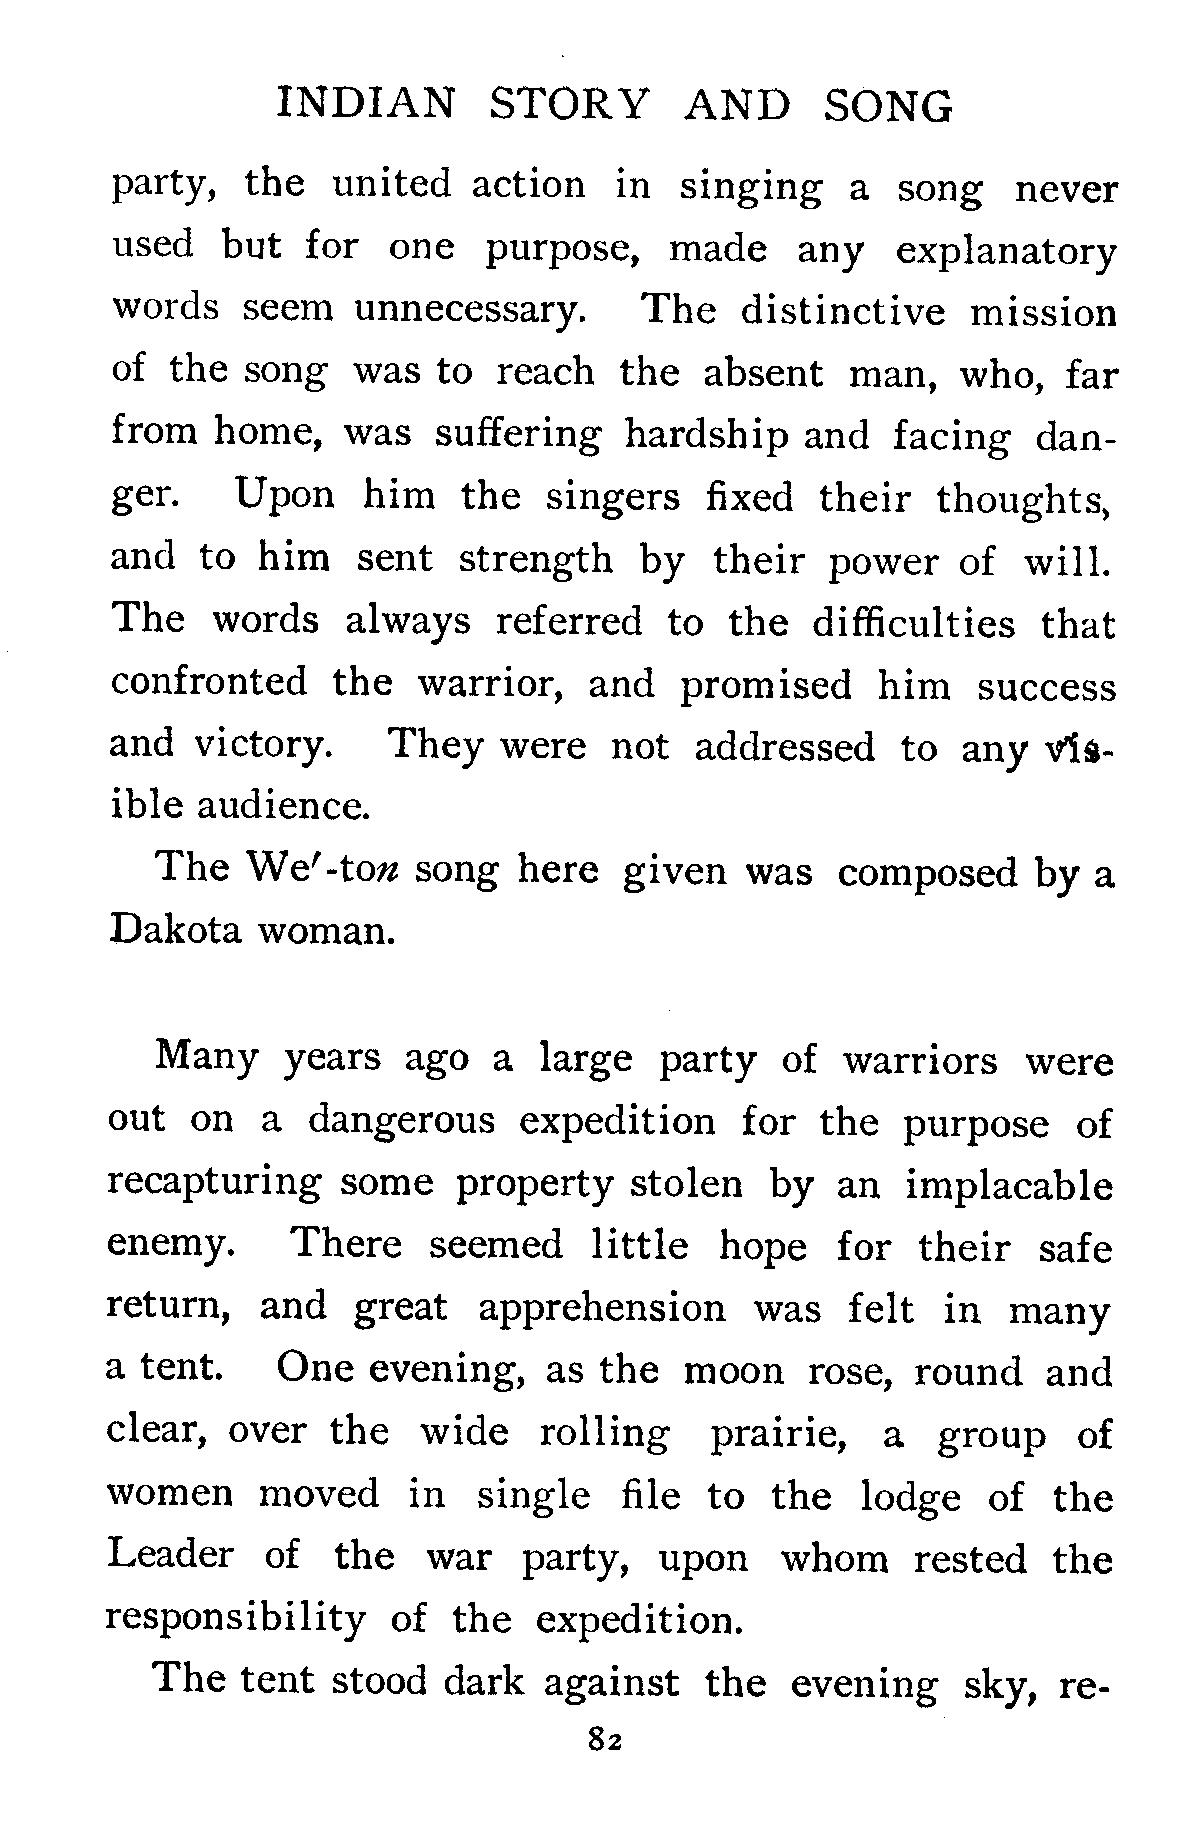 INDIAN STORY AND SONG
party, the united action in singing a song never
used but for one purpose, made any explanatory
words seem unnecessary. The distinctive mission
of the song was to reach the absent man, who, far
from home, was suffering hardship and facing dan-
ger. Upon him the singers fixed their thoughts,
and to him sent strength by their power of will.
The words always referred to the difficulties that
confronted the warrior, and promised him success
and victory. They were not addressed to any vis-
ible audience.
The We′-ton song here given was composed by a
Dakota woman.
Many years ago a large party of warriors were
out on a dangerous expedition for the purpose of
recapturing some property stolen by an implacable
enemy. There seemed little hope for their safe
return, and great apprehension was felt in many
a tent. One evening, as the moon rose, round and
clear, over the wide rolling prairie, a group of
women moved in single file to the lodge of the
Leader of the war party, upon whom rested the
responsibility of the expedition.
The tent stood dark against the evening sky, re-
82